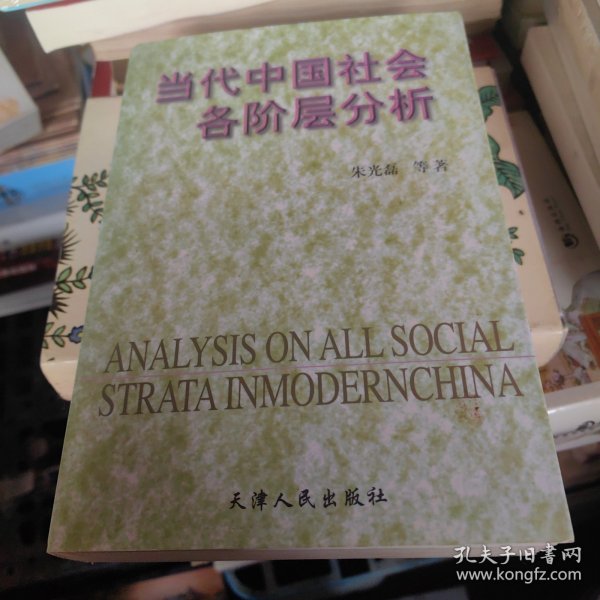 当代中国社会
各阶层分析
朱光磊 等著
ANALYSIS ON ALL SOCIAL
STRATA INMODERNCHINA
天津人民出版社
孔夫子旧书网
www.kongfz.com